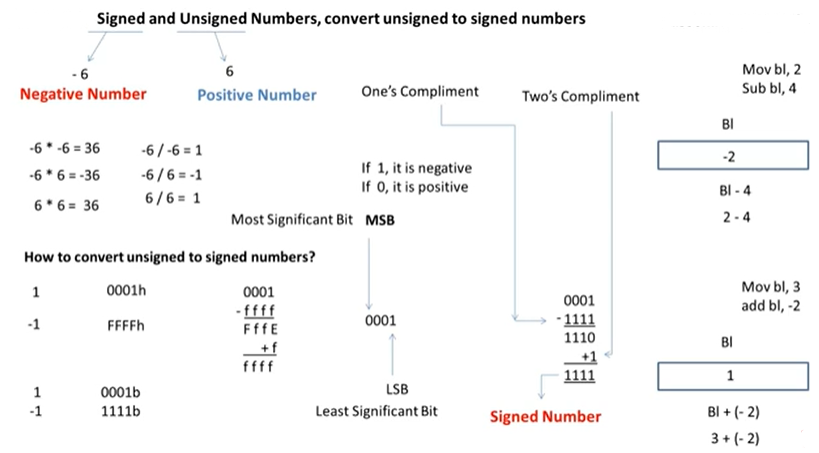 Signed and Unsigned Numbers, convert unsigned to signed numbers
- 6
Negative Number
6
Positive Number
One's Compliment
Two's Compliment
Mov bl, 2
Sub bl, 4
Bl
-2
Bl - 4
2 - 4
-6 * -6 = 36
-6 * 6 = -36
6 * 6 = 36
-6 / -6 = 1
-6 / 6 = -1
6 / 6 = 1
If 1, it is negative
If 0, it is positive
Most Significant Bit MSB
How to convert unsigned to signed numbers?
1 0001h
-1 FFFFh
1 0001b
-1 1111b
0001
- ffff
FffE
+f
ffff
0001
LSB
Least Significant Bit
0001
- 1111
1110
+1
1111
Signed Number
Mov bl, 3
add bl, -2
Bl
1
Bl + (- 2)
3 + (- 2)